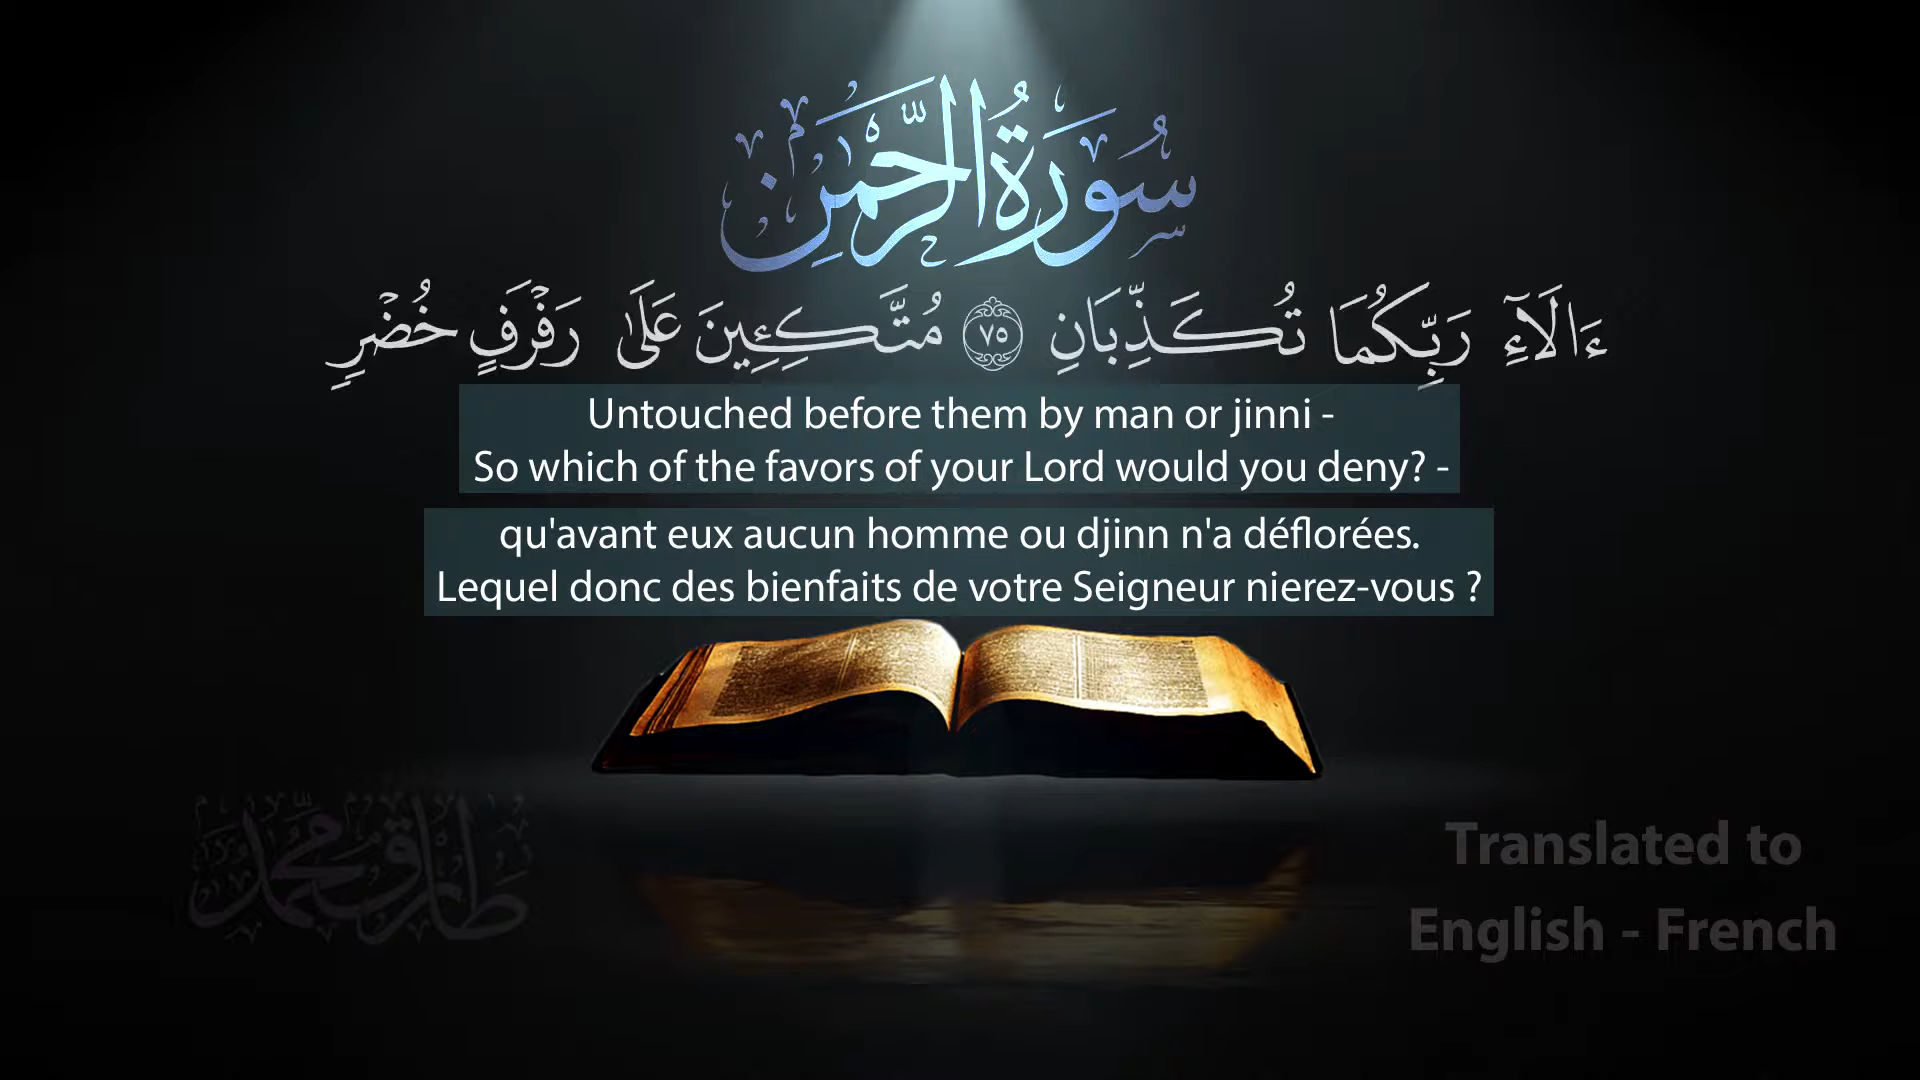 سُورَةُ الرَّحْمَٰنِ
ءَالَآءِ رَبِّكُمَا تُكَذِّبَانِ ٧٥ مُتَّكِـِٔينَ عَلَىٰ رَفْرَفٍ خُضْرٍ
Untouched before them by man or jinni -
So which of the favors of your Lord would you deny? -
qu'avant eux aucun homme ou djinn n'a déflorées.
Lequel donc des bienfaits de votre Seigneur nierez-vous ?
طارق محمد
Translated to
English - French